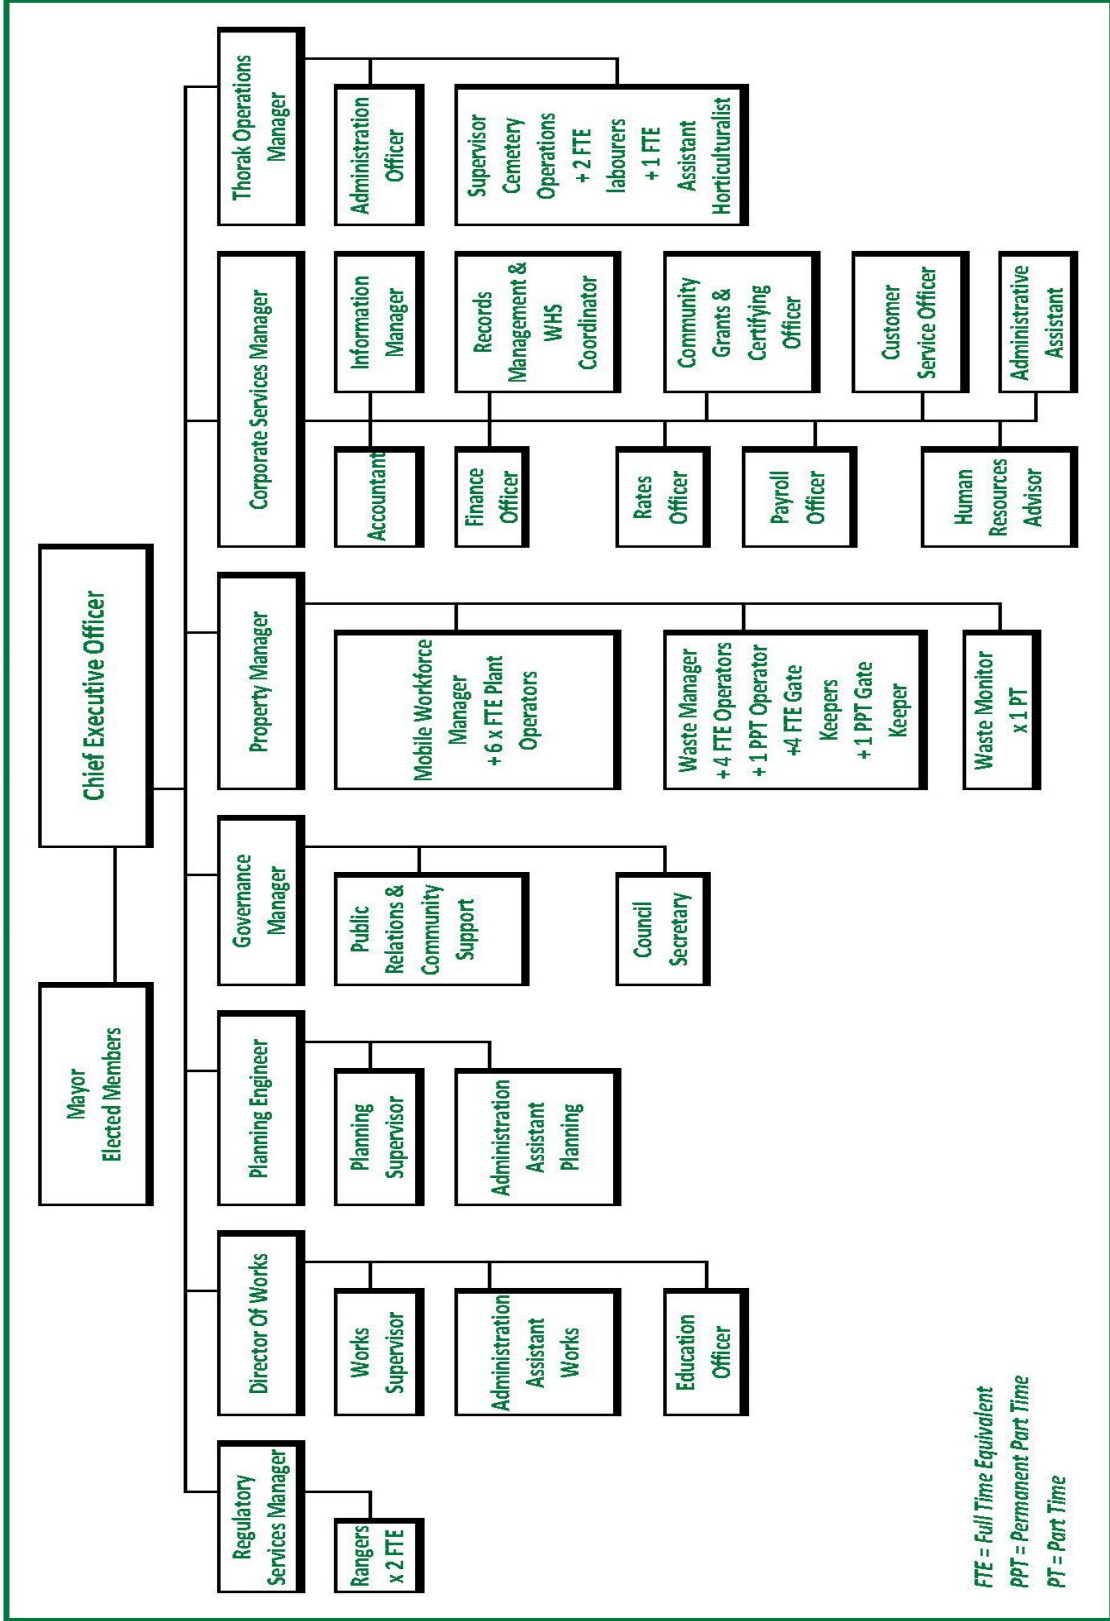 Mayor
Elected Members
Chief Executive Officer
Regulatory
Services Manager
Rangers
x 2 FTE
Director Of Works
Works
Supervisor
Administration
Assistant
Works
Education
Officer
Planning Engineer
Planning
Supervisor
Administration
Assistant
Planning
Governance
Manager
Public
Relations &
Community
Support
Council
Secretary
Property Manager
Mobile Workforce
Manager
+ 6 x FTE Plant
Operators
Waste Manager
+ 4 FTE Operators
+ 1 PPT Operator
+4 FTE Gate
Keepers
+ 1 PPT Gate
Keeper
Waste Monitor
x 1 PT
Corporate Services Manager
Accountant
Information
Manager
Finance
Officer
Records
Management &
WHS
Coordinator
Rates
Officer
Community
Grants &
Certifying
Officer
Payroll
Officer
Customer
Service Officer
Human
Resources
Advisor
Administrative
Assistant
Thorak Operations
Manager
Administration
Officer
Supervisor
Cemetery
Operations
+ 2 FTE
labourers
+ 1 FTE
Assistant
Horticulturalist
FTE = Full Time Equivalent
PPT = Permanent Part Time
PT = Part Time